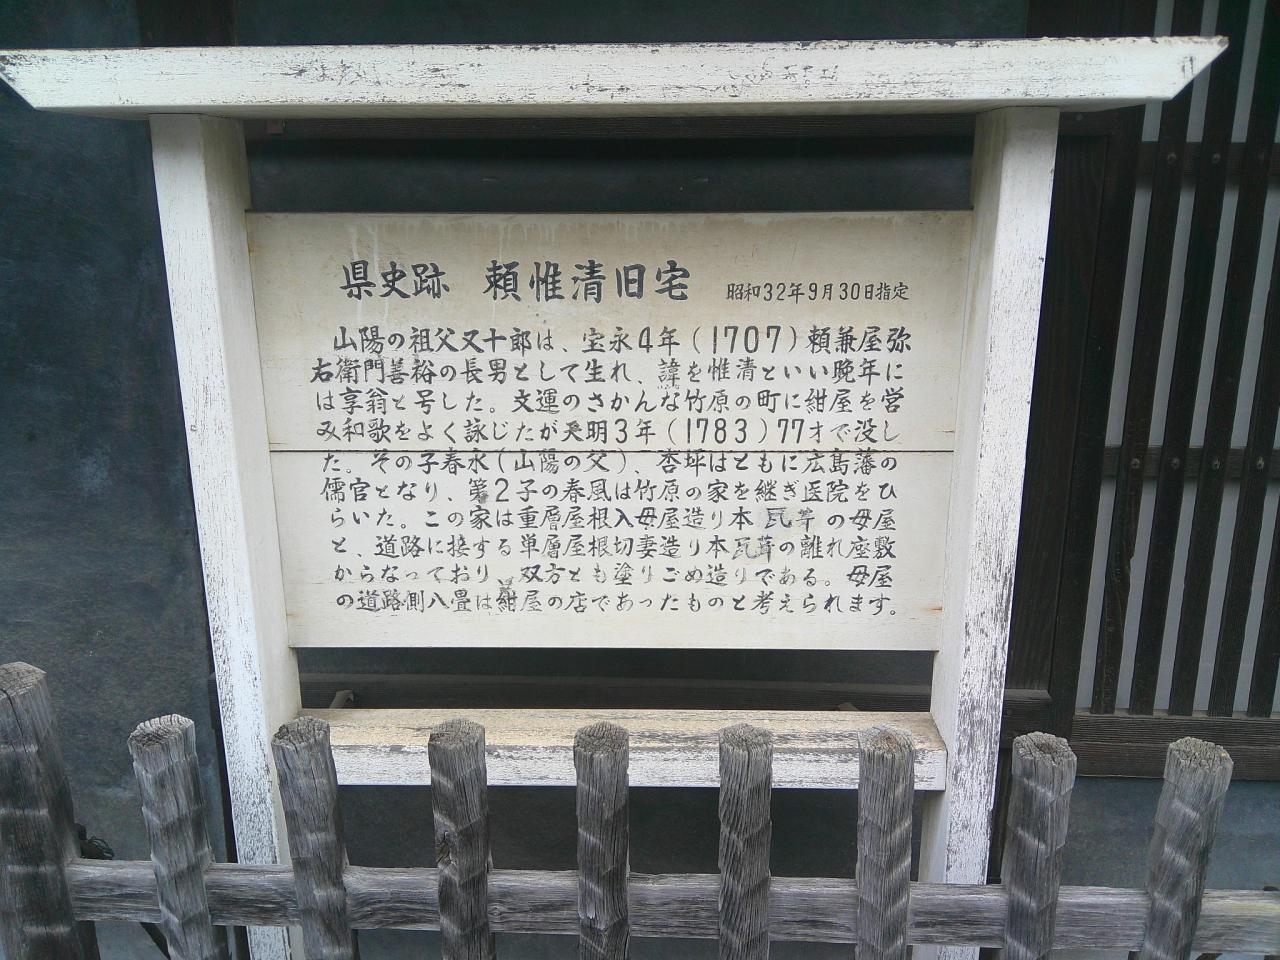 県史跡 頼惟清旧宅 昭和32年9月30日指定
山陽の祖父又十郎は、宝永4年(1707)頼兼屋弥
右衛門善裕の長男として生れ、諱を惟清といい晩年に
は享翁と号した。文運のさかんな竹原の町に紺屋を営
み和歌をよく詠じたが天明3年(1783)77才で没し
た。その子春水(山陽の父)、杏坪はともに広島藩の
儒官となり、第2子の春風は竹原の家を継ぎ医院をひ
らいた。この家は重層屋根入母屋造り本瓦葺の母屋
と、道路に接する単層屋根切妻造り本瓦葺の離れ座敷
からなっており、双方とも塗りごめ造りである。母屋
の道路側八畳は紺屋の店であったものと考えられます。